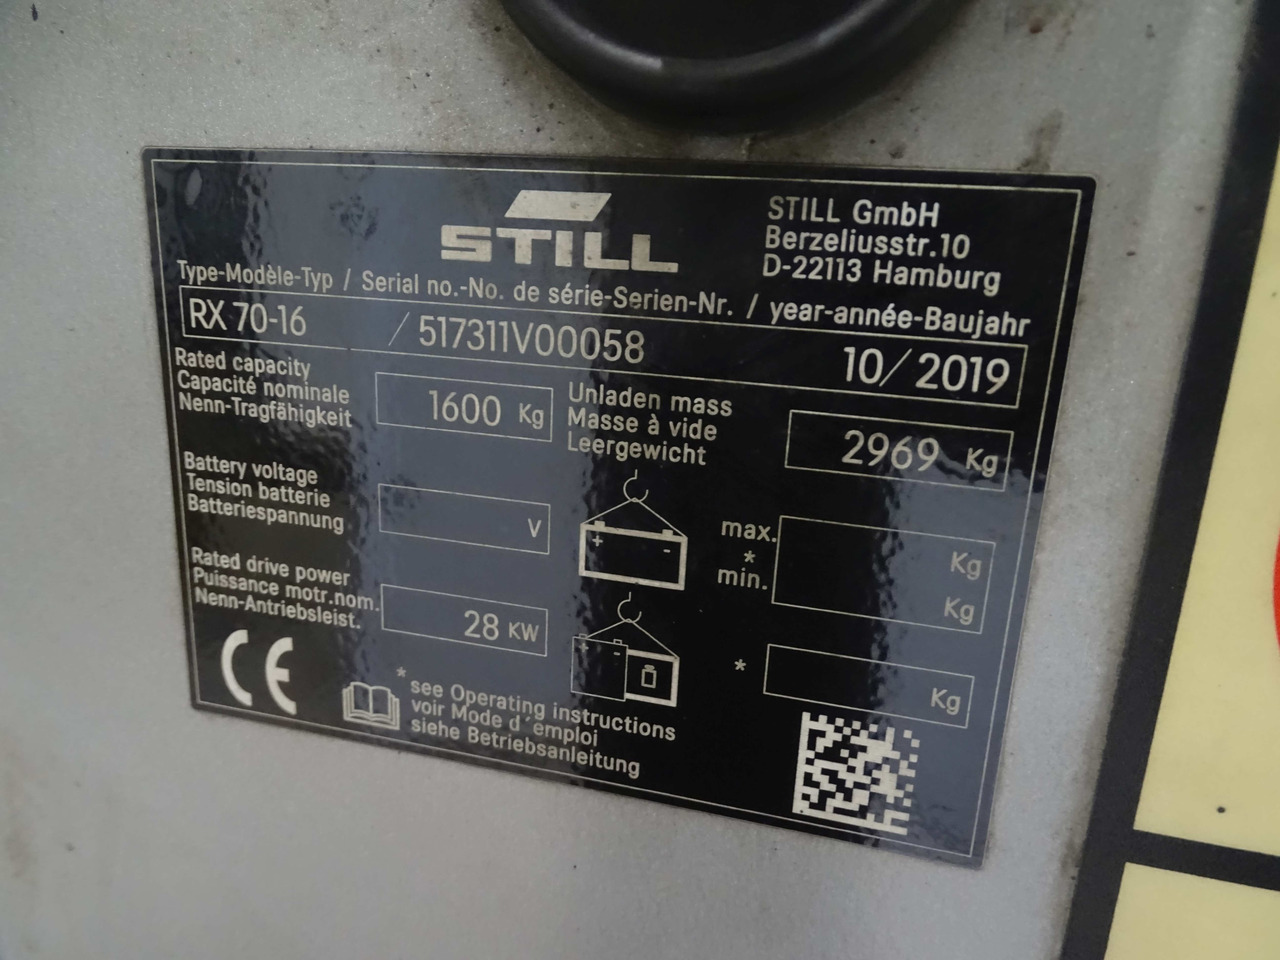 STILL
STILL GmbH
Berzeliusstr.10
D-22113 Hamburg
Type-Modèle-Typ / Serial no.-No. de série-Serien-Nr. / year-année-Baujahr
RX 70-16 / 517311V00058 10/2019
Rated capacity
Capacité nominale
Nenn-Tragfähigkeit
1600 Kg
Unladen mass
Masse à vide
Leergewicht
2969 Kg
Battery voltage
Tension batterie
Batteriespannung
V
+ -
max.
*
min.
Kg
Kg
Rated drive power
Puissance motr.nom.
Nenn-Antriebsleist.
28 KW
+ -
* Kg
CE
* see Operating instructions
voir Mode d'émploi
siehe Betriebsanleitung